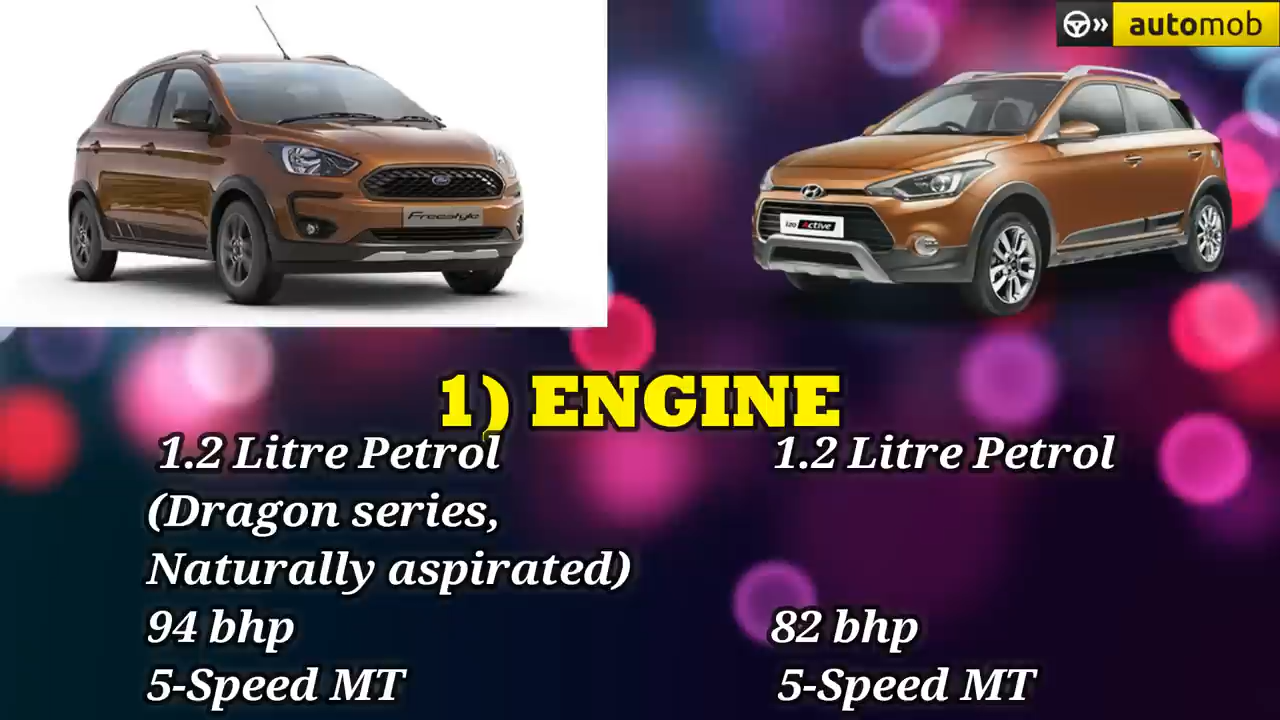 automob
Ford
Freestyle
i20 Active
1) ENGINE
1.2 Litre Petrol
(Dragon series,
Naturally aspirated)
94 bhp
5-Speed MT
1.2 Litre Petrol
82 bhp
5-Speed MT